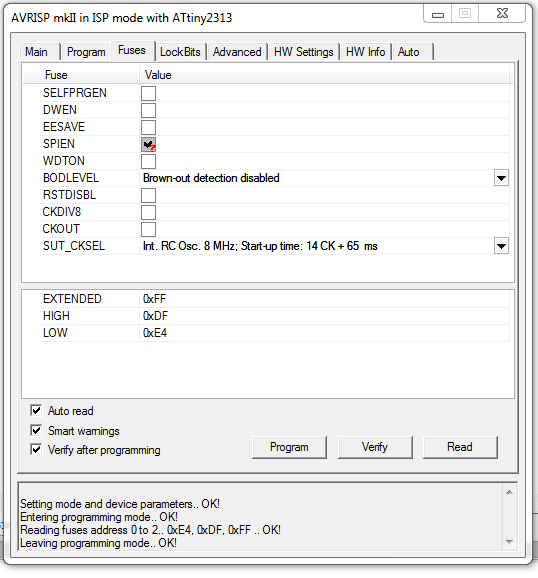 AVRISP mkII in ISP mode with ATtiny2313
Main Program Fuses LockBits Advanced HW Settings HW Info Auto
Fuse Value
SELFPRGEN
DWEN
EESAVE
SPIEN
WDTON
BODLEVEL Brown-out detection disabled
RSTDISBL
CKDIV8
CKOUT
SUT_CKSEL Int. RC Osc. 8 MHz; Start-up time: 14 CK + 65 ms
EXTENDED 0xFF
HIGH 0xDF
LOW 0xE4
Auto read
Smart warnings
Verify after programming
Program Verify Read
Setting mode and device parameters.. OK!
Entering programming mode.. OK!
Reading fuses address 0 to 2.. 0xE4, 0xDF, 0xFF .. OK!
Leaving programming mode.. OK!